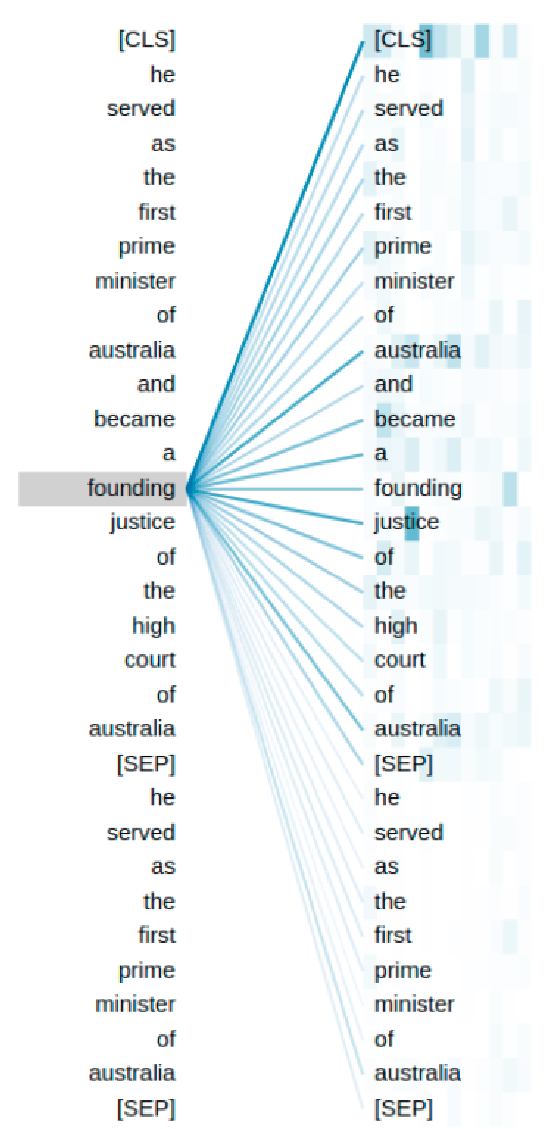 [CLS] [CLS]
he he
served served
as as
the the
first first
prime prime
minister minister
of of
australia australia
and and
became became
a a
founding founding
justice justice
of of
the the
high high
court court
of of
australia australia
[SEP] [SEP]
he he
served served
as as
the the
first first
prime prime
minister minister
of of
australia australia
[SEP] [SEP]